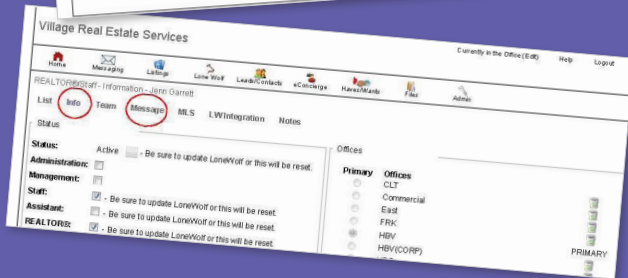 Village Real Estate Services
Currently in the Office (Edit) Help Logout
Home Messaging Listings Lone Wolf Leads/Contacts eConcierge Haves/Wants Files Admin
REALTOR®/Staff - Information - Jenn Garrett
List Info Team Message MLS LWIntegration Notes
Status
Status: Active - Be sure to update LoneWolf or this will be reset.
Administration:
Management:
Staff: - Be sure to update LoneWolf or this will be reset.
Assistant: - Be sure to update LoneWolf or this will be reset.
REALTOR®: - Be sure to update LoneWolf or this will be reset.
Offices
Primary Offices
CLT
Commercial
East
FRK
HBV PRIMARY
HBV(CORP)